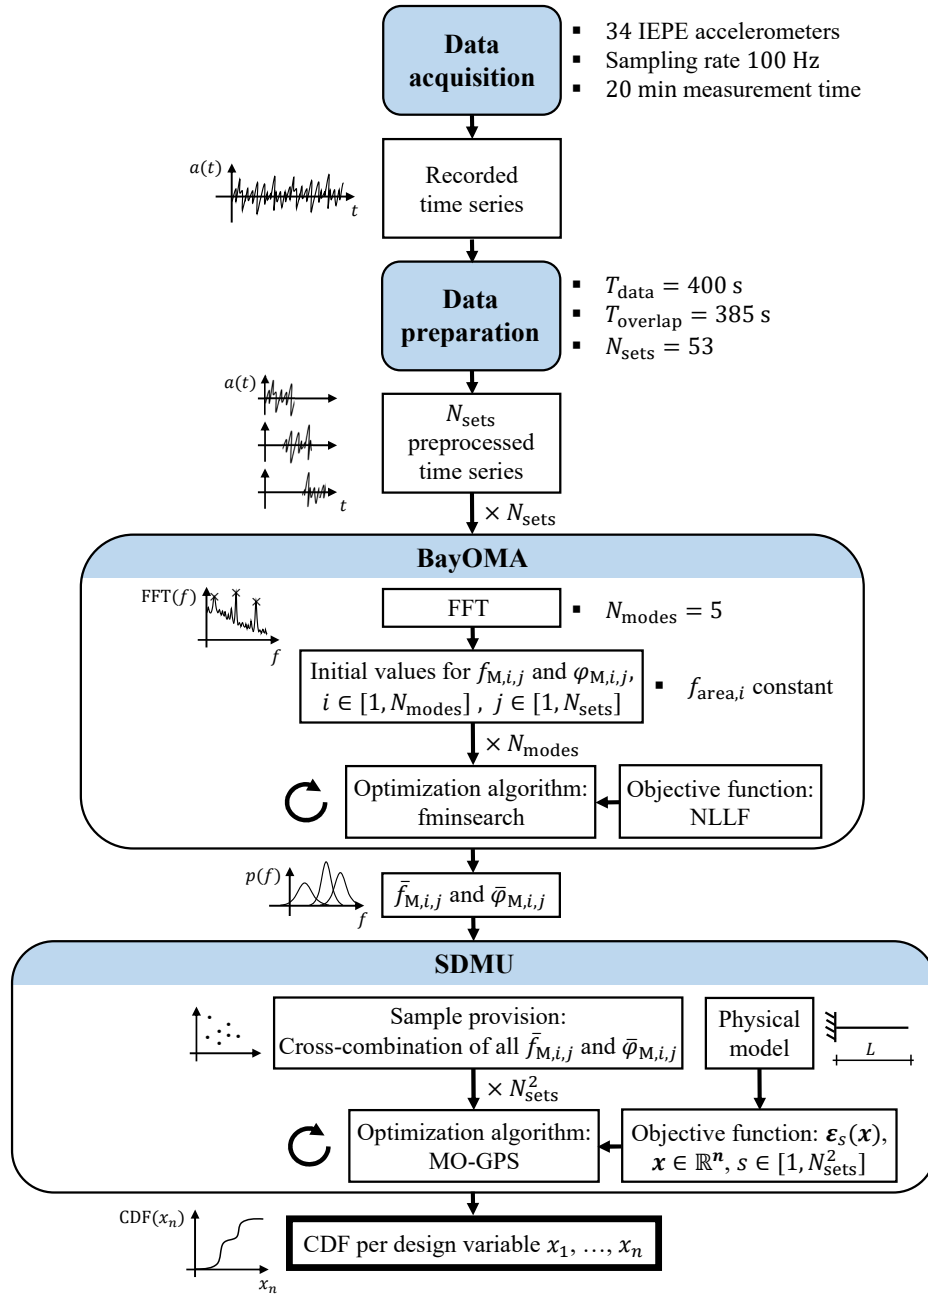 Data
acquisition
▪ 34 IEPE accelerometers
▪ Sampling rate 100 Hz
▪ 20 min measurement time
a(t)
t
Recorded
time series
Data
preparation
▪ T_data = 400 s
▪ T_overlap = 385 s
▪ N_sets = 53
a(t)
t
N_sets
preprocessed
time series
× N_sets
BayOMA
FFT(f)
f
FFT
▪ N_modes = 5
Initial values for f_M,i,j and φ_M,i,j,
i ∈ [1, N_modes] , j ∈ [1, N_sets]
▪ f_area,i constant
× N_modes
Optimization algorithm:
fminsearch
Objective function:
NLLF
p(f)
f
f̄_M,i,j and φ̄_M,i,j
SDMU
Sample provision:
Cross-combination of all f̄_M,i,j and φ̄_M,i,j
Physical
model
L
× N²_sets
Optimization algorithm:
MO-GPS
Objective function: ε_s(x),
x ∈ ℝⁿ, s ∈ [1, N²_sets]
CDF(x_n)
x_n
CDF per design variable x_1, …, x_n